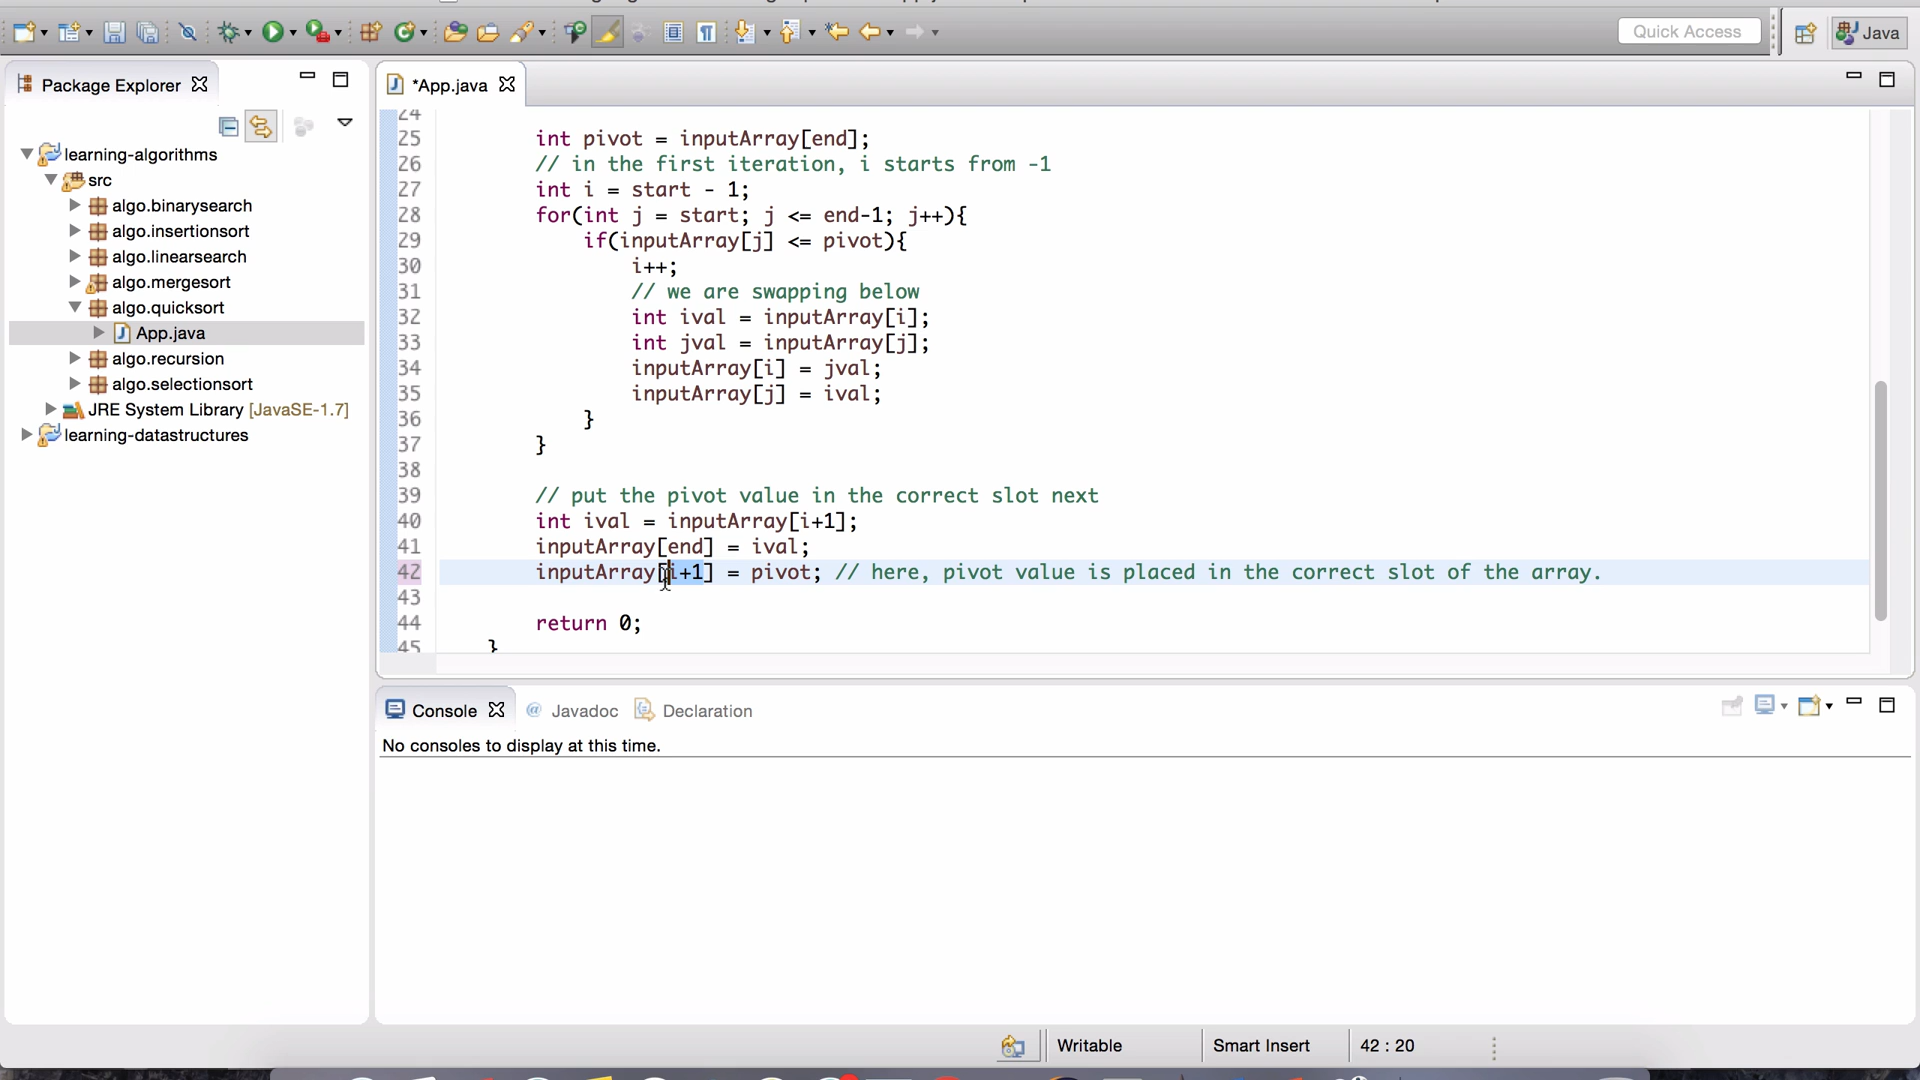 Quick Access
Java
Package Explorer
*App.java
learning-algorithms
src
algo.binarysearch
algo.insertionsort
algo.linearsearch
algo.mergesort
algo.quicksort
App.java
algo.recursion
algo.selectionsort
JRE System Library [JavaSE-1.7]
learning-datastructures
24
25 int pivot = inputArray[end];
26 // in the first iteration, i starts from -1
27 int i = start - 1;
28 for(int j = start; j <= end-1; j++){
29 if(inputArray[j] <= pivot){
30 i++;
31 // we are swapping below
32 int ival = inputArray[i];
33 int jval = inputArray[j];
34 inputArray[i] = jval;
35 inputArray[j] = ival;
36 }
37 }
38
39 // put the pivot value in the correct slot next
40 int ival = inputArray[i+1];
41 inputArray[end] = ival;
42 inputArray[i+1] = pivot; // here, pivot value is placed in the correct slot of the array.
43
44 return 0;
45 }
Console
@ Javadoc
Declaration
No consoles to display at this time.
Writable
Smart Insert
42 : 20